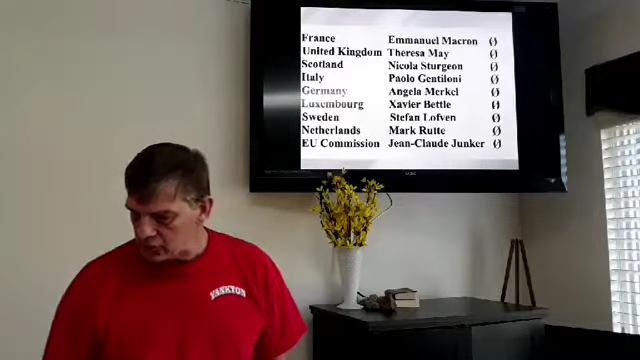 France Emmanuel Macron ()
United Kingdom Theresa May ()
Scotland Nicola Sturgeon ()
Italy Paolo Gentiloni ()
Germany Angela Merkel ()
Luxembourg Xavier Bettle ()
Sweden Stefan Lofven ()
Netherlands Mark Rutte ()
EU Commission Jean-Claude Junker ()
YANKTON